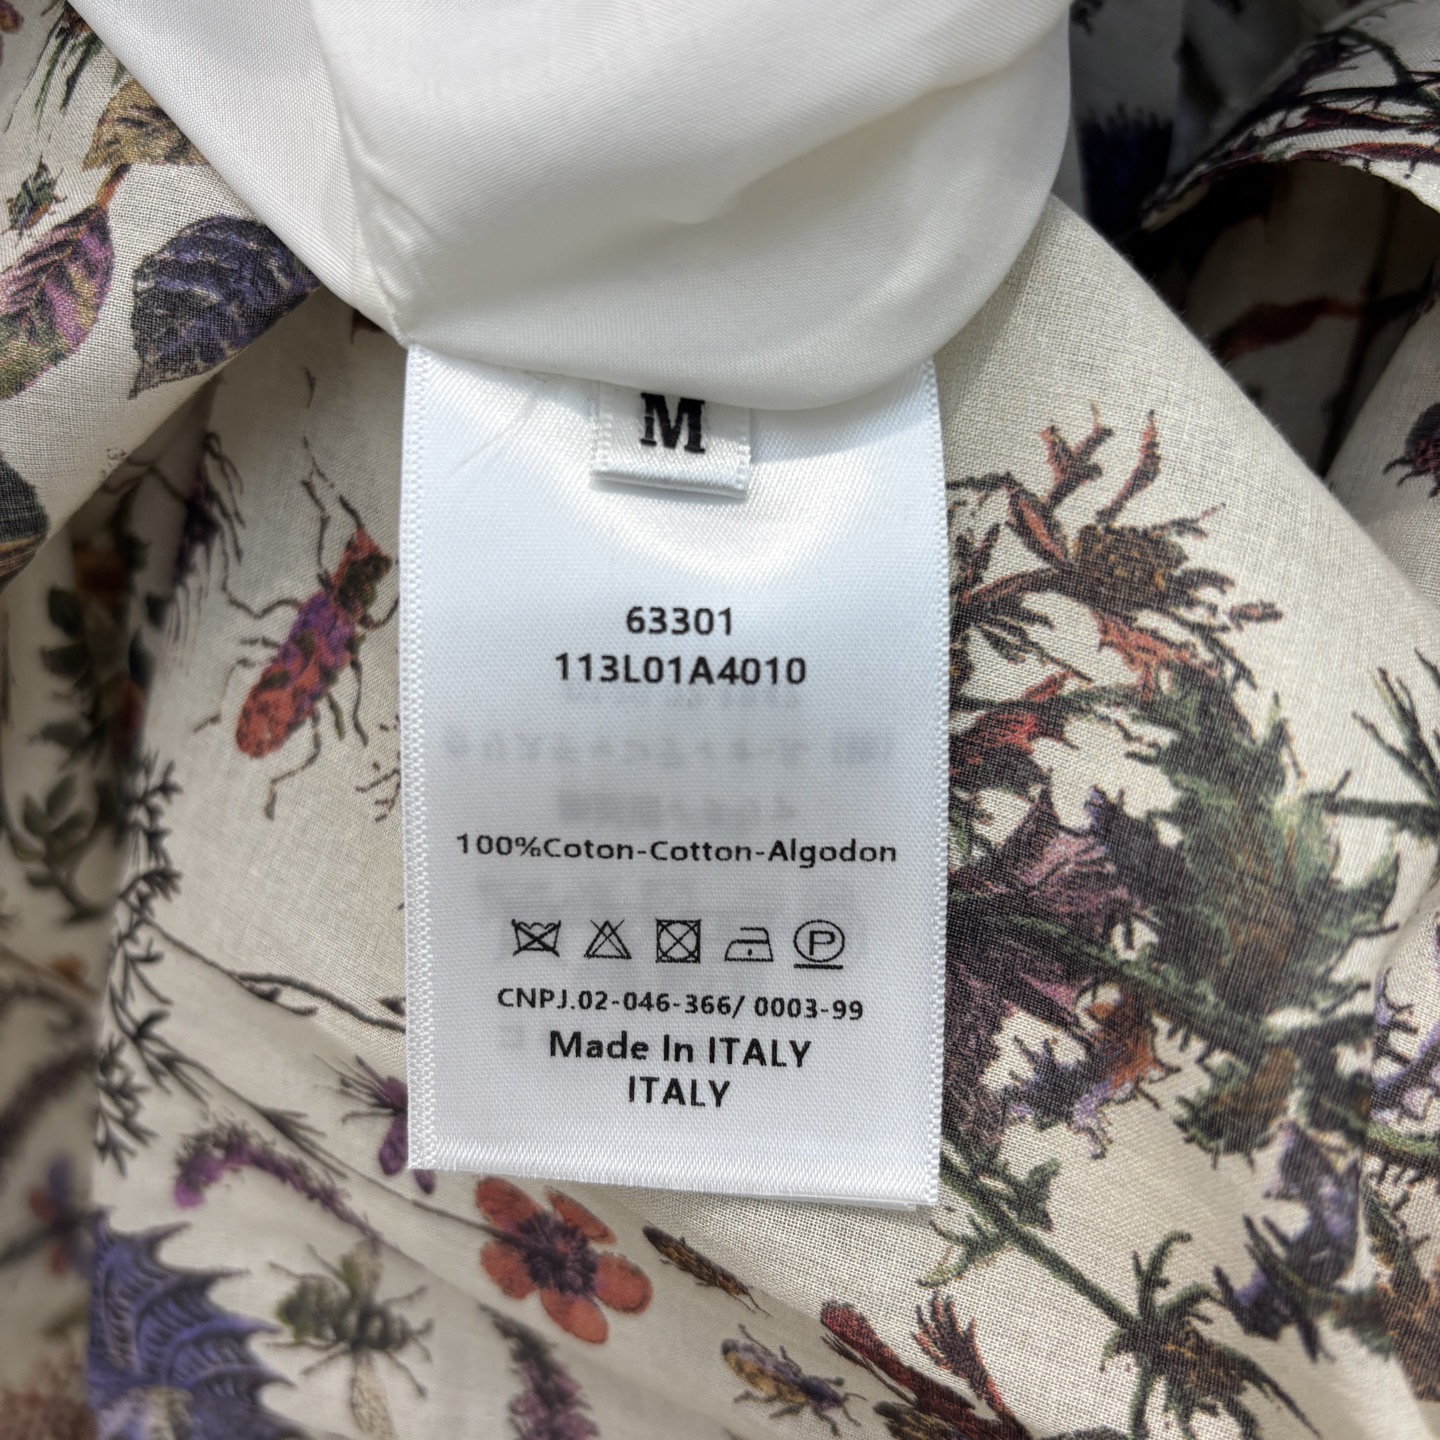 M
63301
113L01A4010
100%Coton-Cotton-Algodon
CNPJ.02-046-366/ 0003-99
Made In ITALY
ITALY